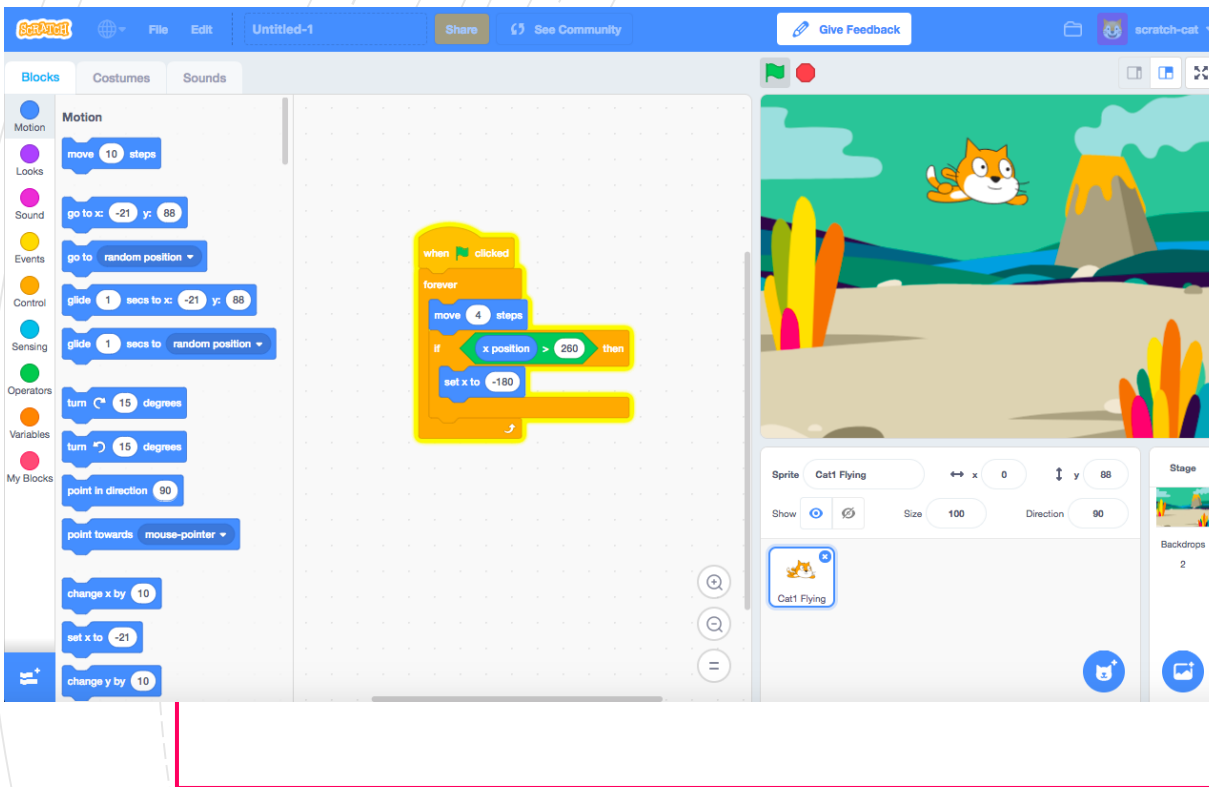 SCRATCH File Edit Untitled-1 Share See Community Give Feedback scratch-cat
Blocks Costumes Sounds
Motion
Looks
Sound
Events
Control
Sensing
Operators
Variables
My Blocks
Motion
move 10 steps
go to x: -21 y: 88
go to random position
glide 1 secs to x: -21 y: 88
glide 1 secs to random position
turn 15 degrees
turn 15 degrees
point in direction 90
point towards mouse-pointer
change x by 10
set x to -21
change y by 10
when clicked
forever
move 4 steps
if x position > 260 then
set x to -180
Sprite Cat1 Flying x 0 y 88
Show Size 100 Direction 90
Cat1 Flying
Stage
Backdrops
2